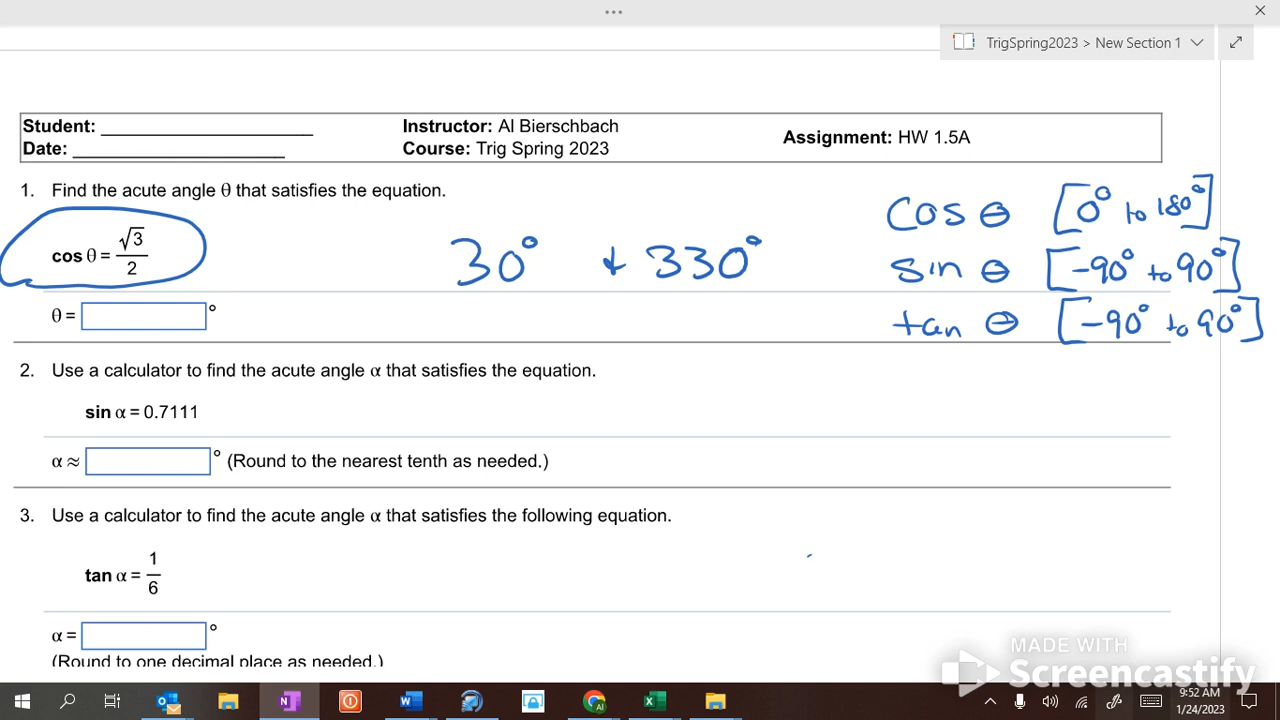 TrigSpring2023 > New Section 1
Student: ____________________ Instructor: Al Bierschbach Assignment: HW 1.5A
Date: ____________________ Course: Trig Spring 2023
1. Find the acute angle θ that satisfies the equation.
cos θ = √3/2
30° + 330°
cos θ [0° to 180°]
sin θ [-90° to 90°]
tan θ [-90° to 90°]
θ = °
2. Use a calculator to find the acute angle α that satisfies the equation.
sin α = 0.7111
α ≈ ° (Round to the nearest tenth as needed.)
3. Use a calculator to find the acute angle α that satisfies the following equation.
tan α = 1/6
α = °
(Round to one decimal place as needed.)
MADE WITH
Screencastify
9:52 AM
1/24/2023